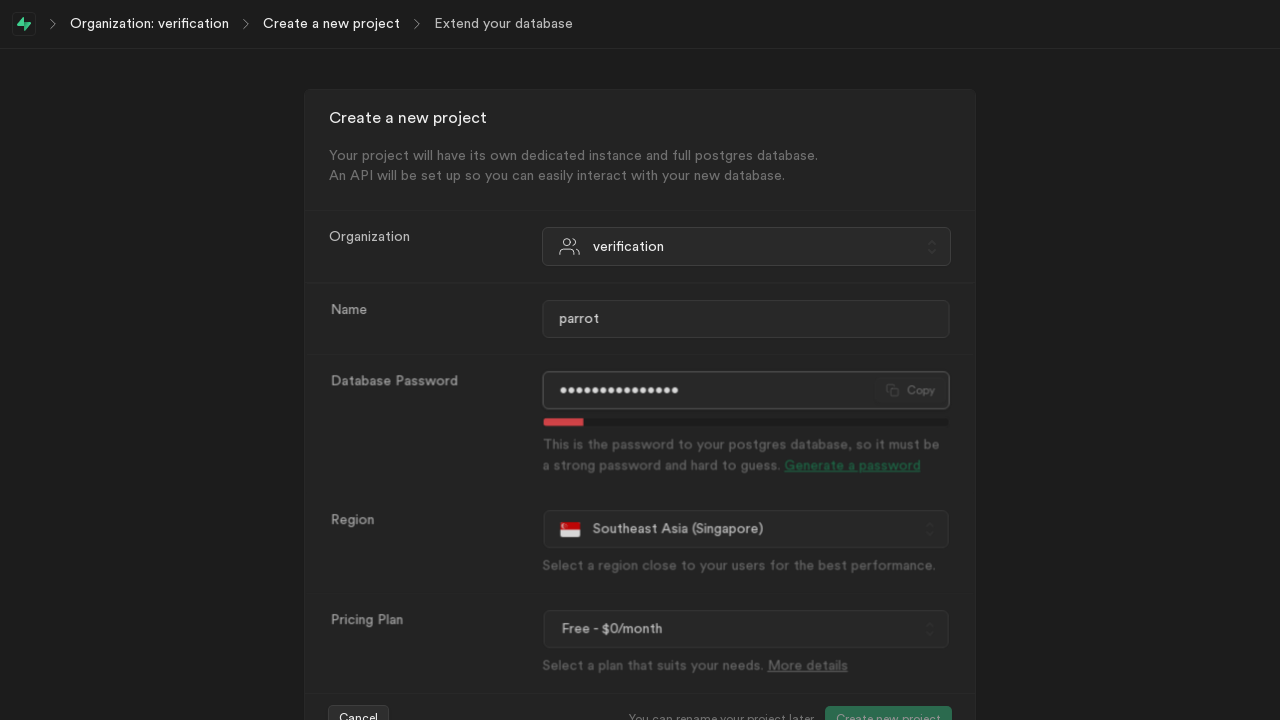 Organization: verification
Create a new project
Extend your database
Create a new project
Your project will have its own dedicated instance and full postgres database.
An API will be set up so you can easily interact with your new database.
Organization
verification
Name
parrot
Database Password
•••••••••••••••
Copy
This is the password to your postgres database, so it must be
a strong password and hard to guess. Generate a password
Region
Southeast Asia (Singapore)
Select a region close to your users for the best performance.
Pricing Plan
Free - $0/month
Select a plan that suits your needs. More details
Cancel
You can rename your project later
Create new project